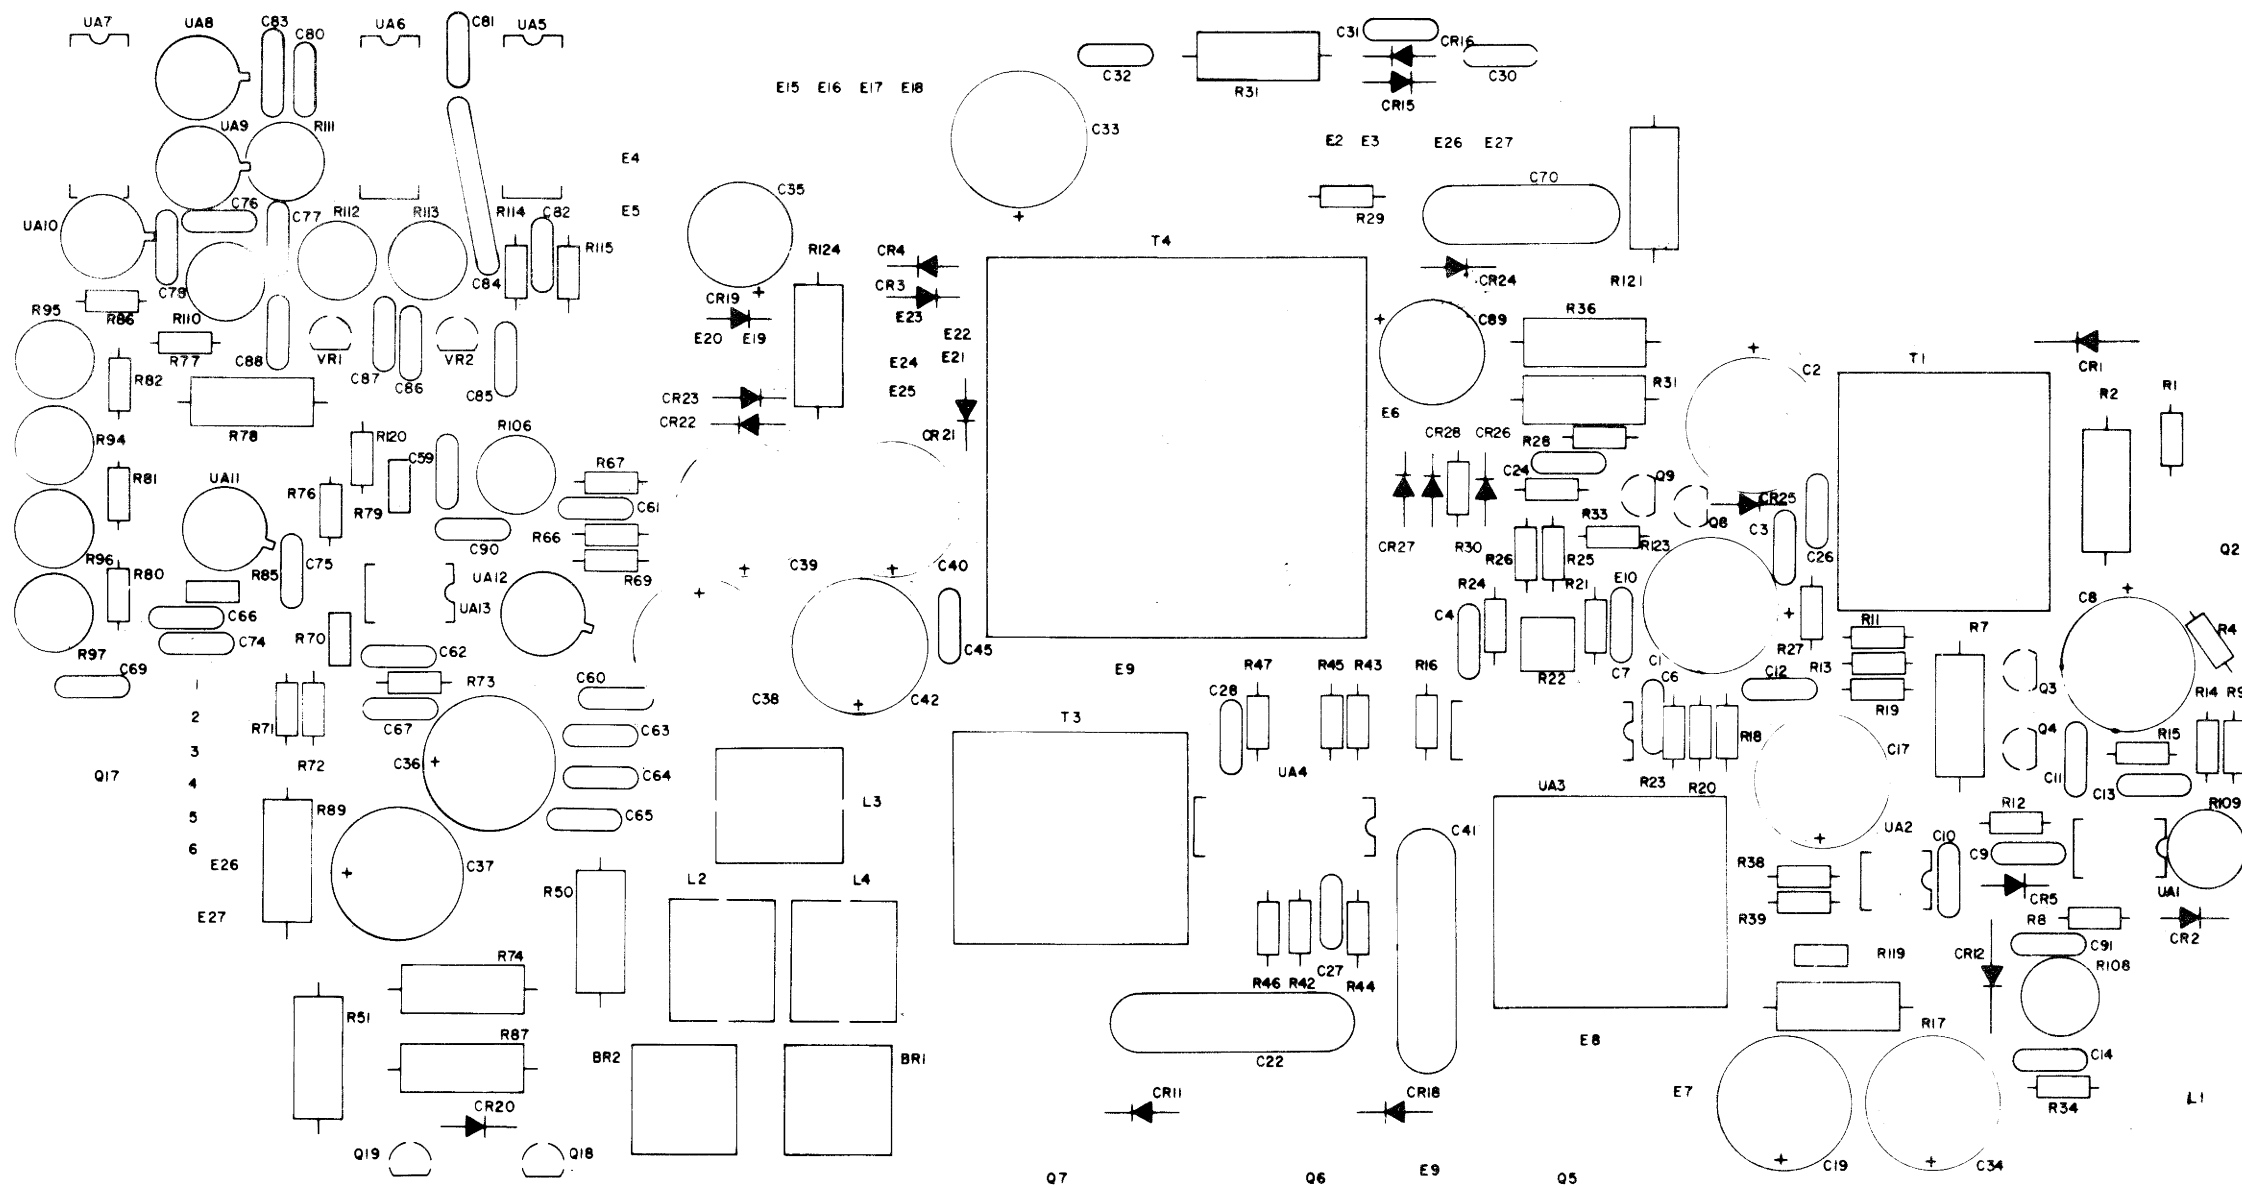 UA7 UA8 C83 C80 UA6 C81 UA5 C31 CR16
C32 R31 C30
E15 E16 E17 E18 CR15
UA9 R111 C33
E2 E3 E26 E27
E4
C70
C35
UA10 C76 C77 R112 R113 R114 C82 E5 R29
R115 R124 CR4 T4
C79 C84 CR3 CR24 R121
CR19
R95 R86 R110 E23 C89 R36
E20 E19 E22
R77 C88 VR1 VR2 E21 T1
C87 C86 E24 C2 CR1
R82 C85 E25 R31 R1
CR23 E6 R2
CR22
R94 R78 R120 R106 CR21 CR28 CR26 R28
C59 R67
R81 UA11 R76 C24 Q9 CR25
R79 C61 R33 Q8 C3
R96 C90 R66 CR27 R30 R26 R25 R123 C26 Q2
R80 R85 C75 UA12 R69 C39 C40 R24 R21 E10
UA13 C4 C8
C66
C74 R70 R11 R7 R4
R97 C62 C45 R27
C69 E9 R47 R45 R43 R16 C7 C1 C6 C12 R13
1 R73 R22 Q3
C60 C38 C42 C28 R14 R9
2 R71 C67 T3 R19
C63 Q4 R15
3 R72 C36 R18 C17
Q17 C64 UA4 C11
4 R23 UA3 R20 C13
R89 L3 R109
5 C65 R12
C41 UA2
6 C10 C9
E26 C37 R38
L2 L4
R50 CR5 UA1
E27 R39 R8
CR2
R74 R119 CR12 C91
R108
C27
R46 R42 R44
R51 R17
R87 E8
BR2 BR1 C22 C14
CR11 CR18 E7 R34 L1
CR20
Q19 Q18 C19 C34
Q7 Q6 E9 Q5